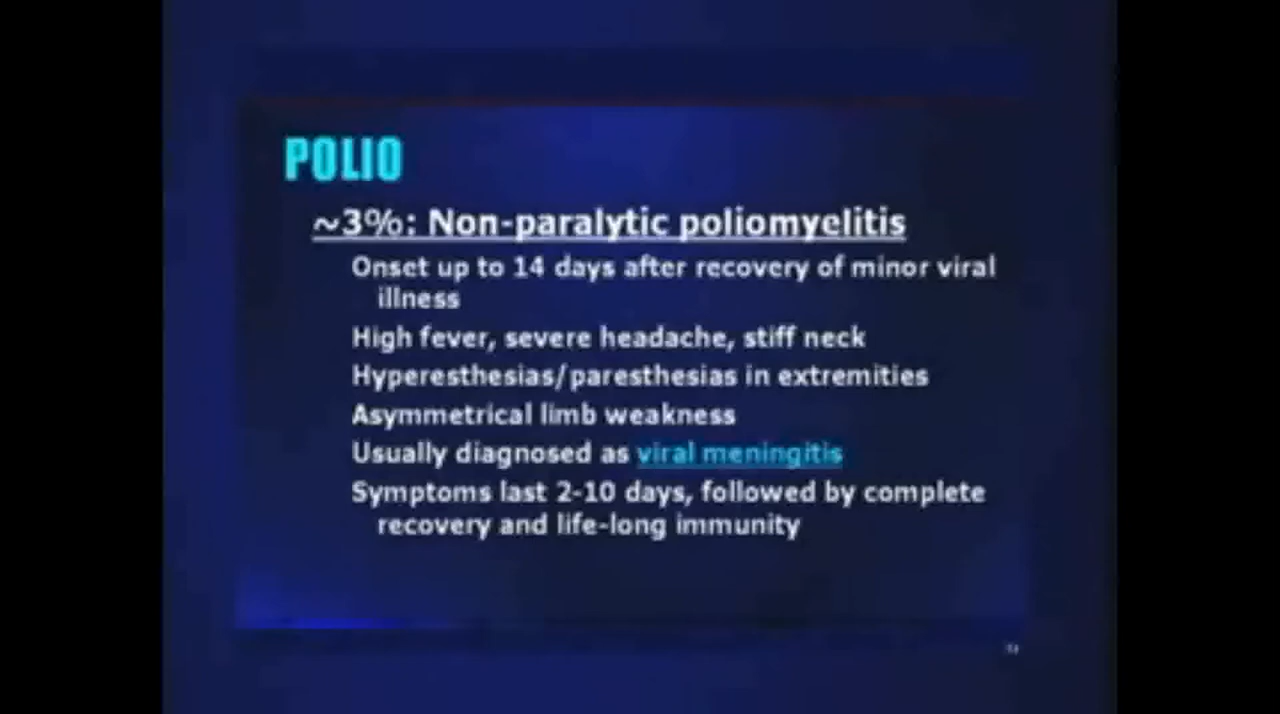 POLIO
~3%: Non-paralytic poliomyelitis
Onset up to 14 days after recovery of minor viral
illness
High fever, severe headache, stiff neck
Hyperesthesias/paresthesias in extremities
Asymmetrical limb weakness
Usually diagnosed as viral meningitis
Symptoms last 2-10 days, followed by complete
recovery and life-long immunity